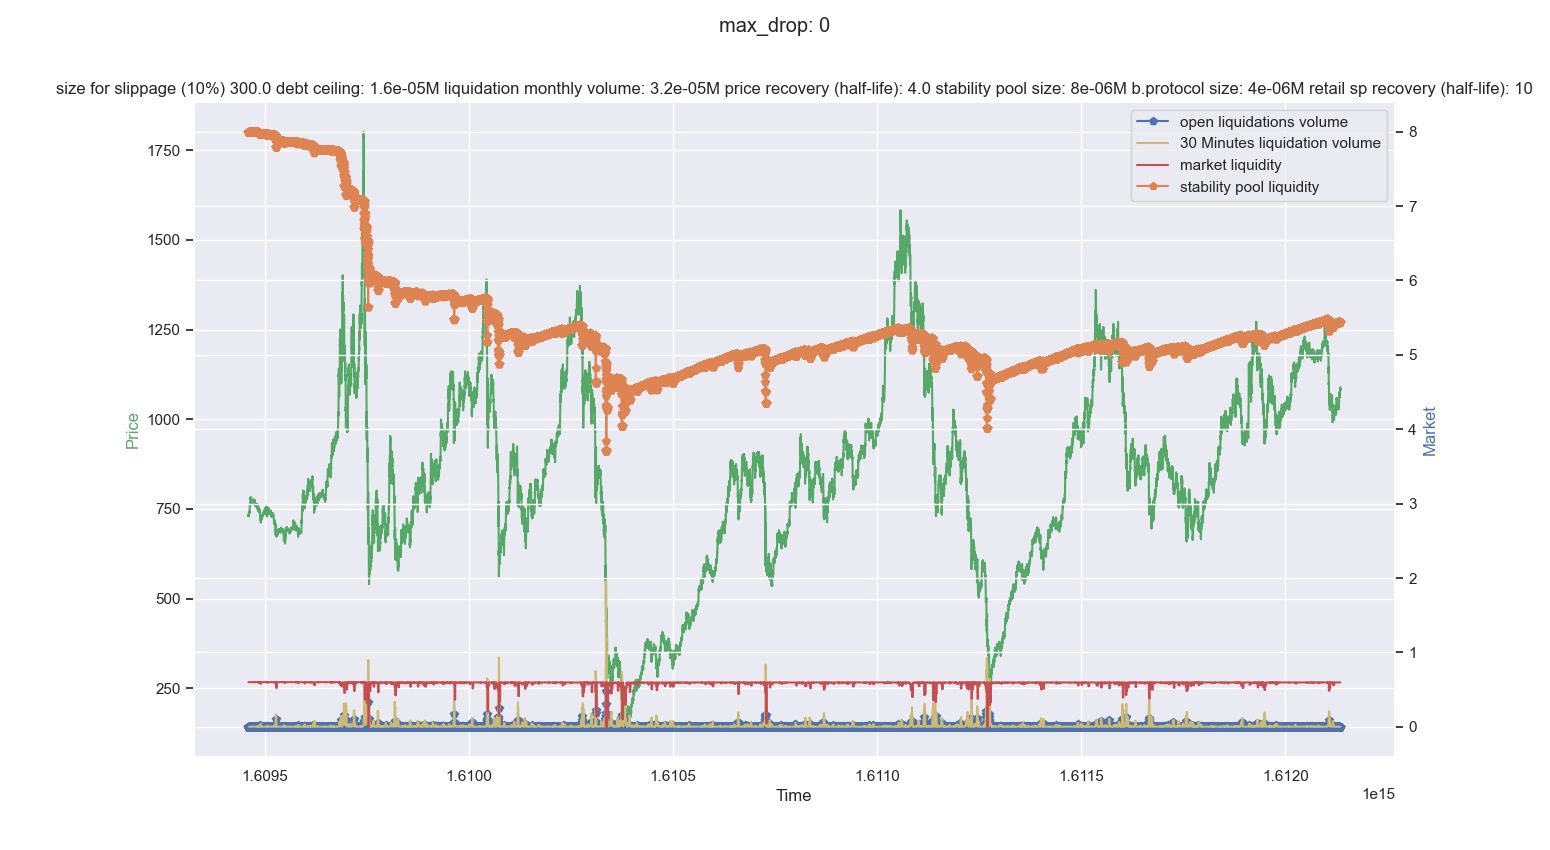 max_drop: 0
size for slippage (10%) 300.0 debt ceiling: 1.6e-05M liquidation monthly volume: 3.2e-05M price recovery (half-life): 4.0 stability pool size: 8e-06M b.protocol size: 4e-06M retail sp recovery (half-life): 10
open liquidations volume
30 Minutes liquidation volume
market liquidity
stability pool liquidity
1750
1500
1250
1000
750
500
250
Price
8
7
6
5
4
3
2
1
0
Market
1.6095
1.6100
1.6105
1.6110
1.6115
1.6120
1e15
Time